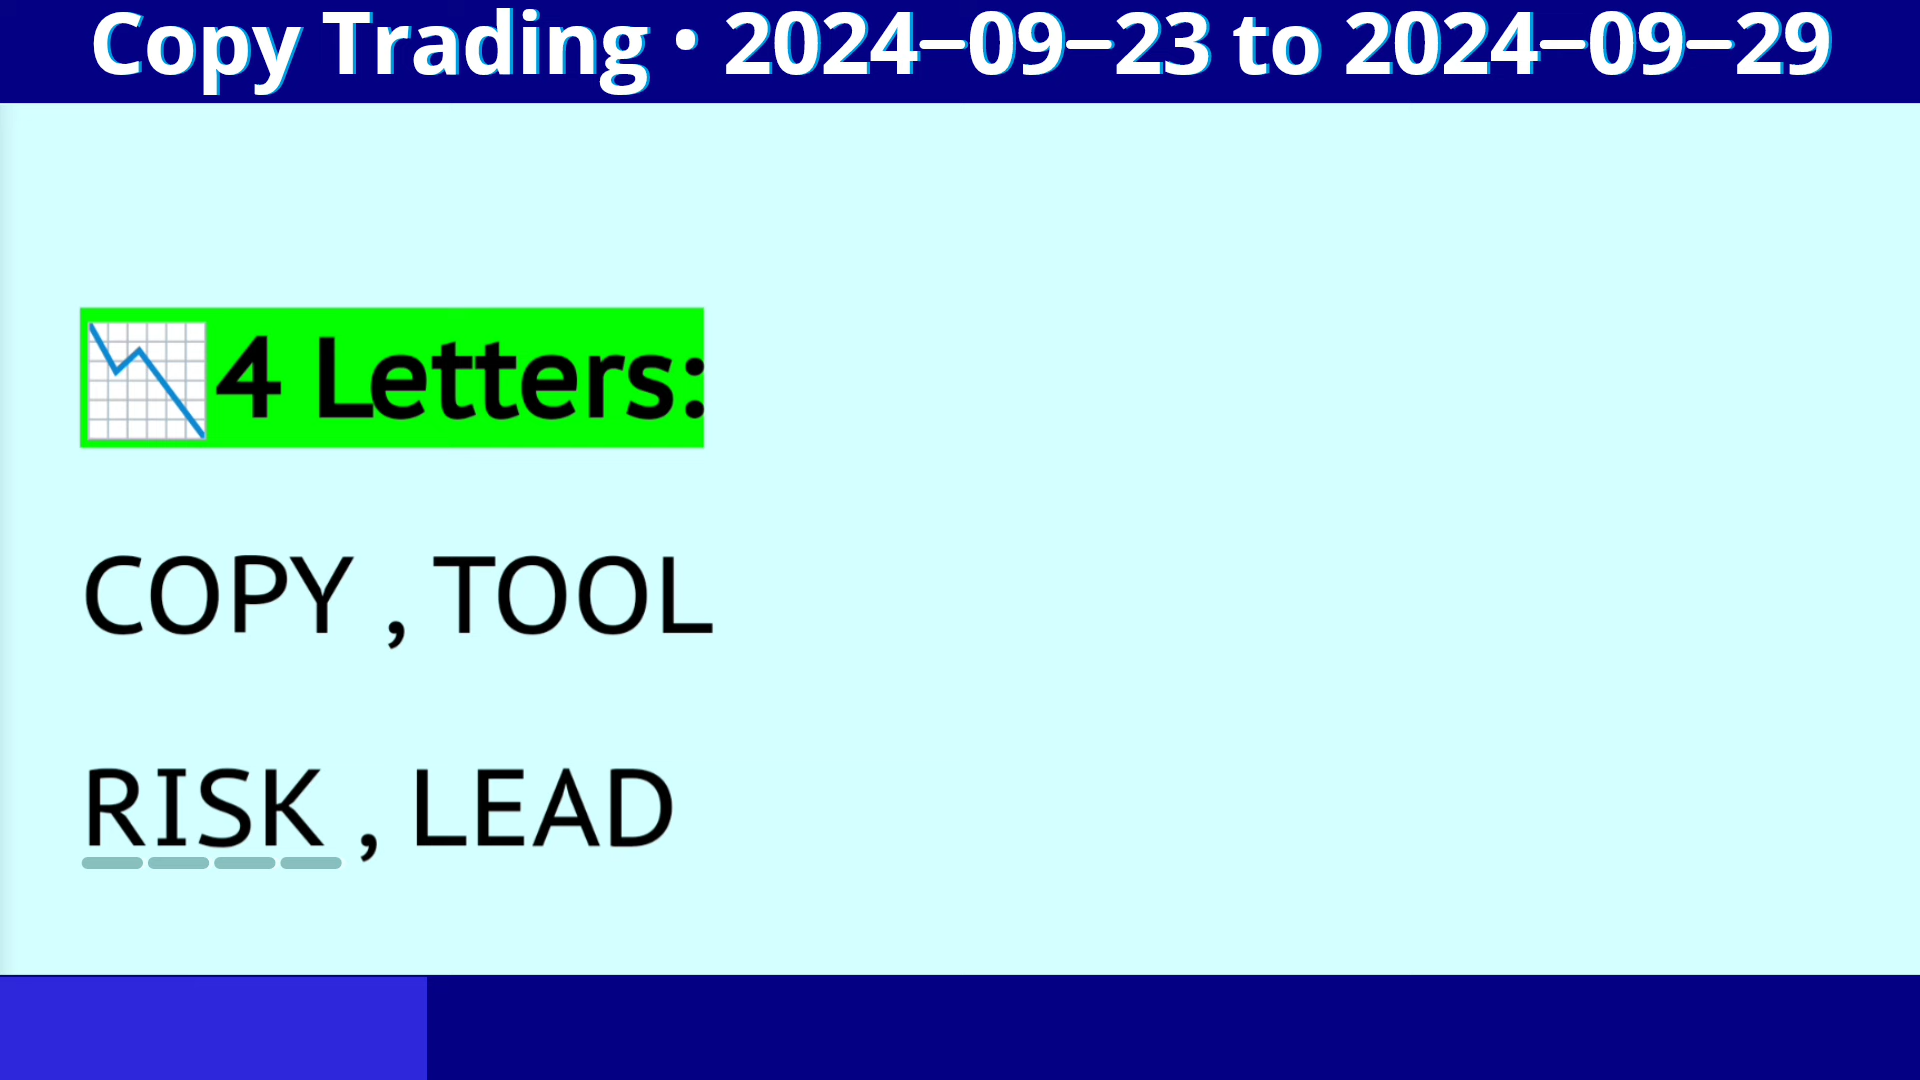 Copy Trading • 2024–09–23 to 2024–09–29
📉4 Letters:
COPY , TOOL
RISK , LEAD